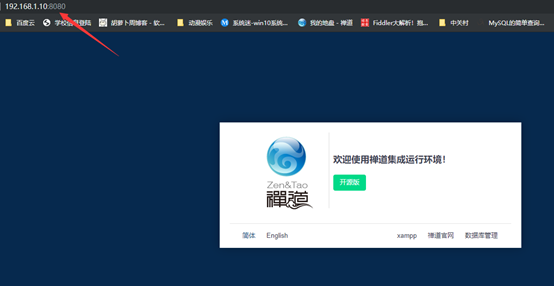 192.168.1.10:8080
百度云 学校信息登陆 胡萝卜周博客 - 软... 动漫娱乐 系统迷-win10系统... 我的地盘 - 禅道 Fiddler大解析！抱... 中关村 MySQL的简单查询...
欢迎使用禅道集成运行环境！
开源版
Zen&Tao
禪道
简体 English xampp 禅道官网 数据库管理